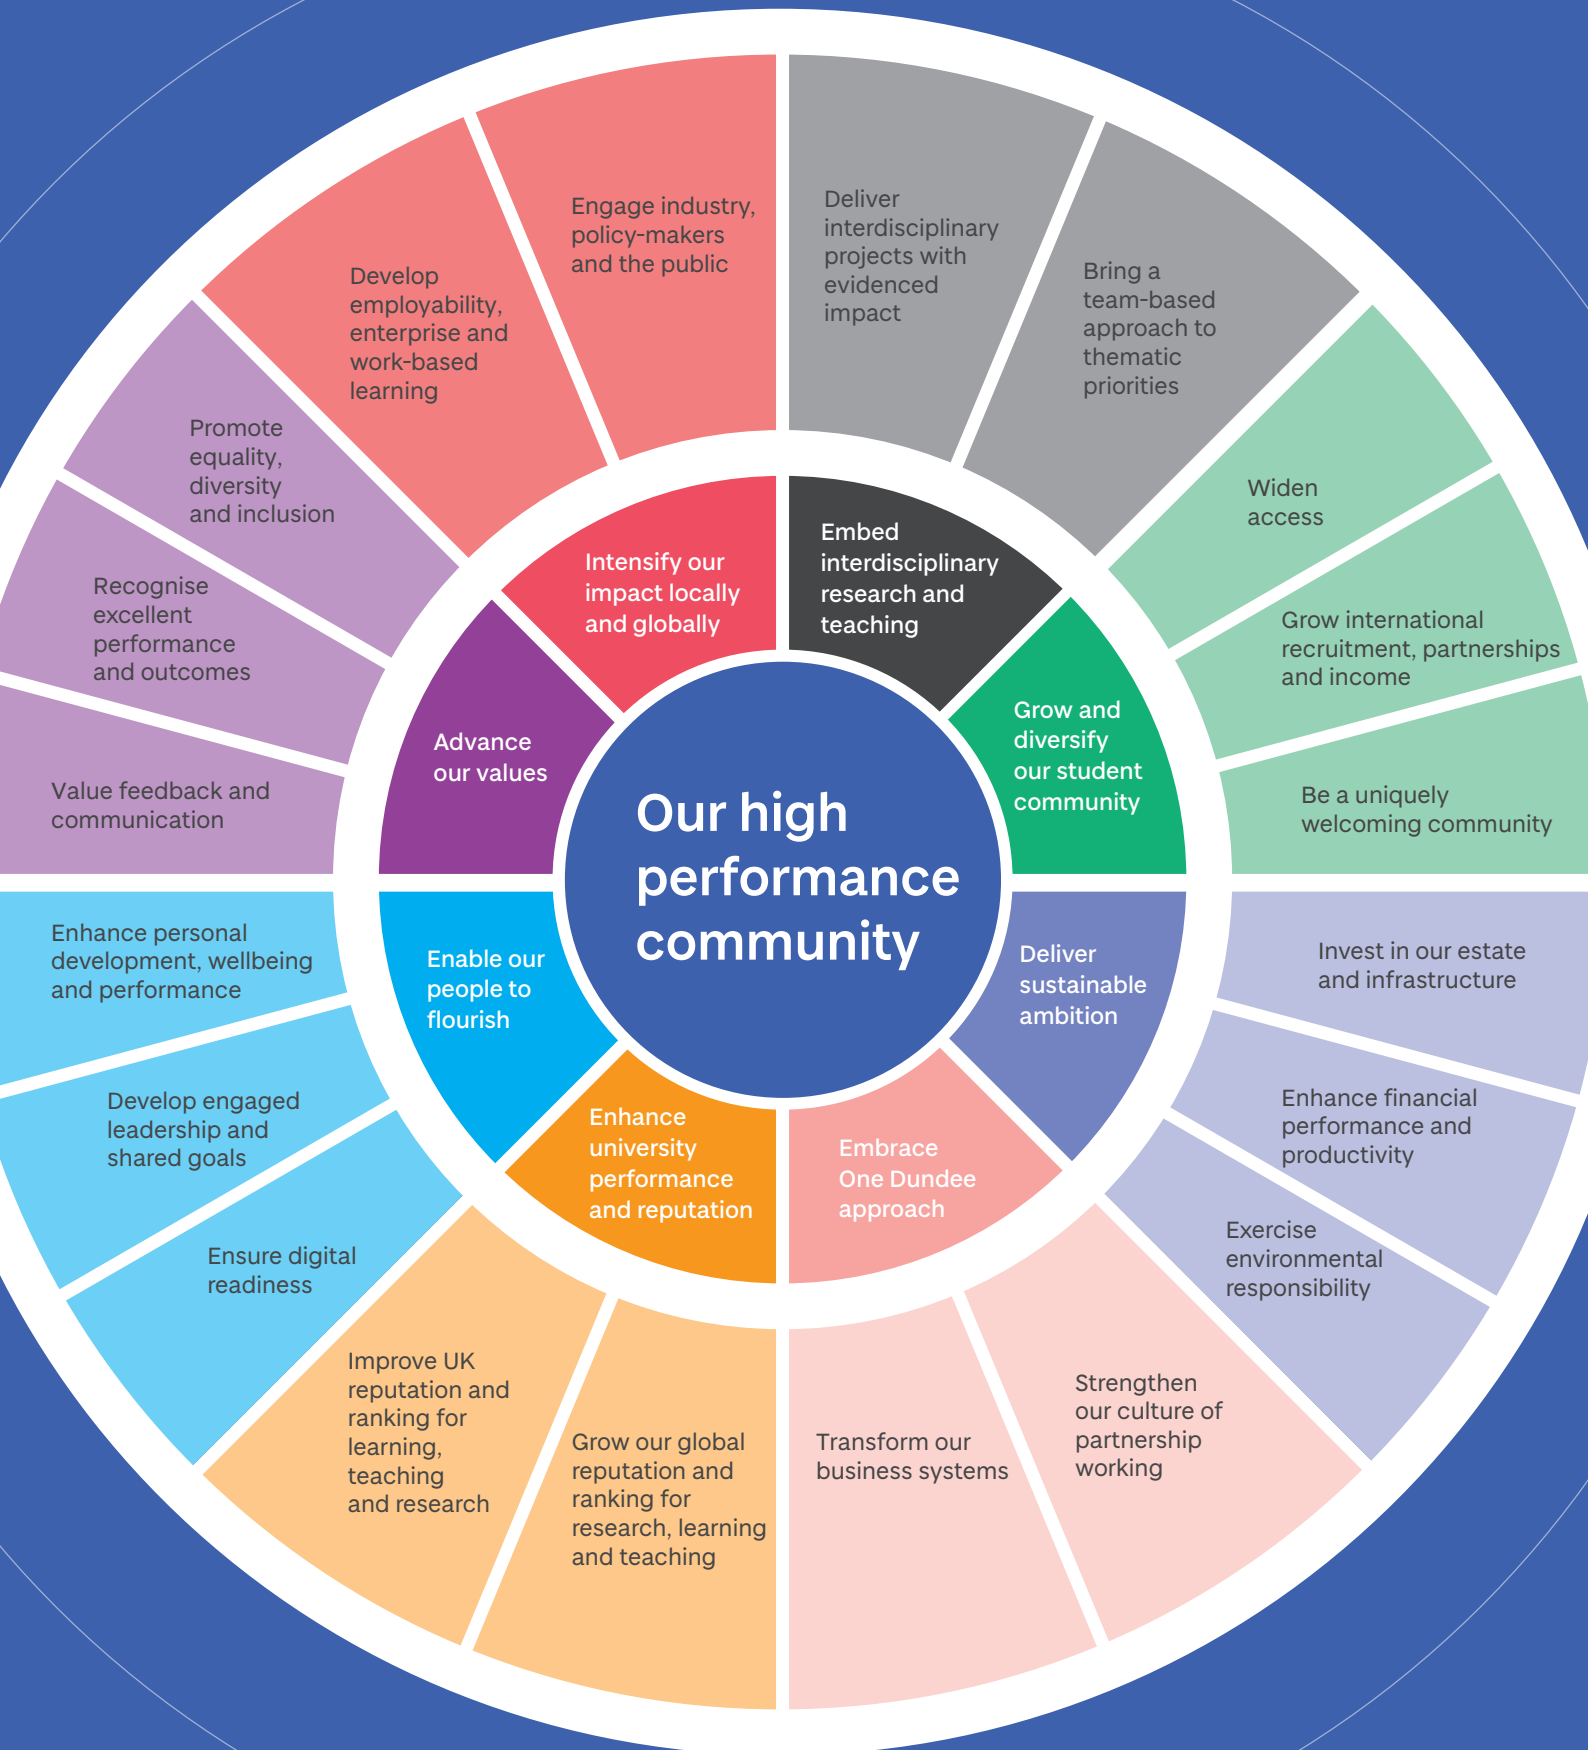 Engage industry,
policy-makers
and the public
Deliver
interdisciplinary
projects with
evidenced
impact
Bring a
team-based
approach to
thematic
priorities
Widen
access
Grow international
recruitment, partnerships
and income
Be a uniquely
welcoming community
Invest in our estate
and infrastructure
Enhance financial
performance and
productivity
Exercise
environmental
responsibility
Strengthen
our culture of
partnership
working
Transform our
business systems
Grow our global
reputation and
ranking for
research, learning
and teaching
Improve UK
reputation and
ranking for
learning,
teaching
and research
Ensure digital
readiness
Develop engaged
leadership and
shared goals
Enhance personal
development, wellbeing
and performance
Value feedback and
communication
Recognise
excellent
performance
and outcomes
Promote
equality,
diversity
and inclusion
Develop
employability,
enterprise and
work-based
learning
Intensify our
impact locally
and globally
Embed
interdisciplinary
research and
teaching
Grow and
diversify
our student
community
Deliver
sustainable
ambition
Embrace
One Dundee
approach
Enhance
university
performance
and reputation
Enable our
people to
flourish
Advance
our values
Our high
performance
community